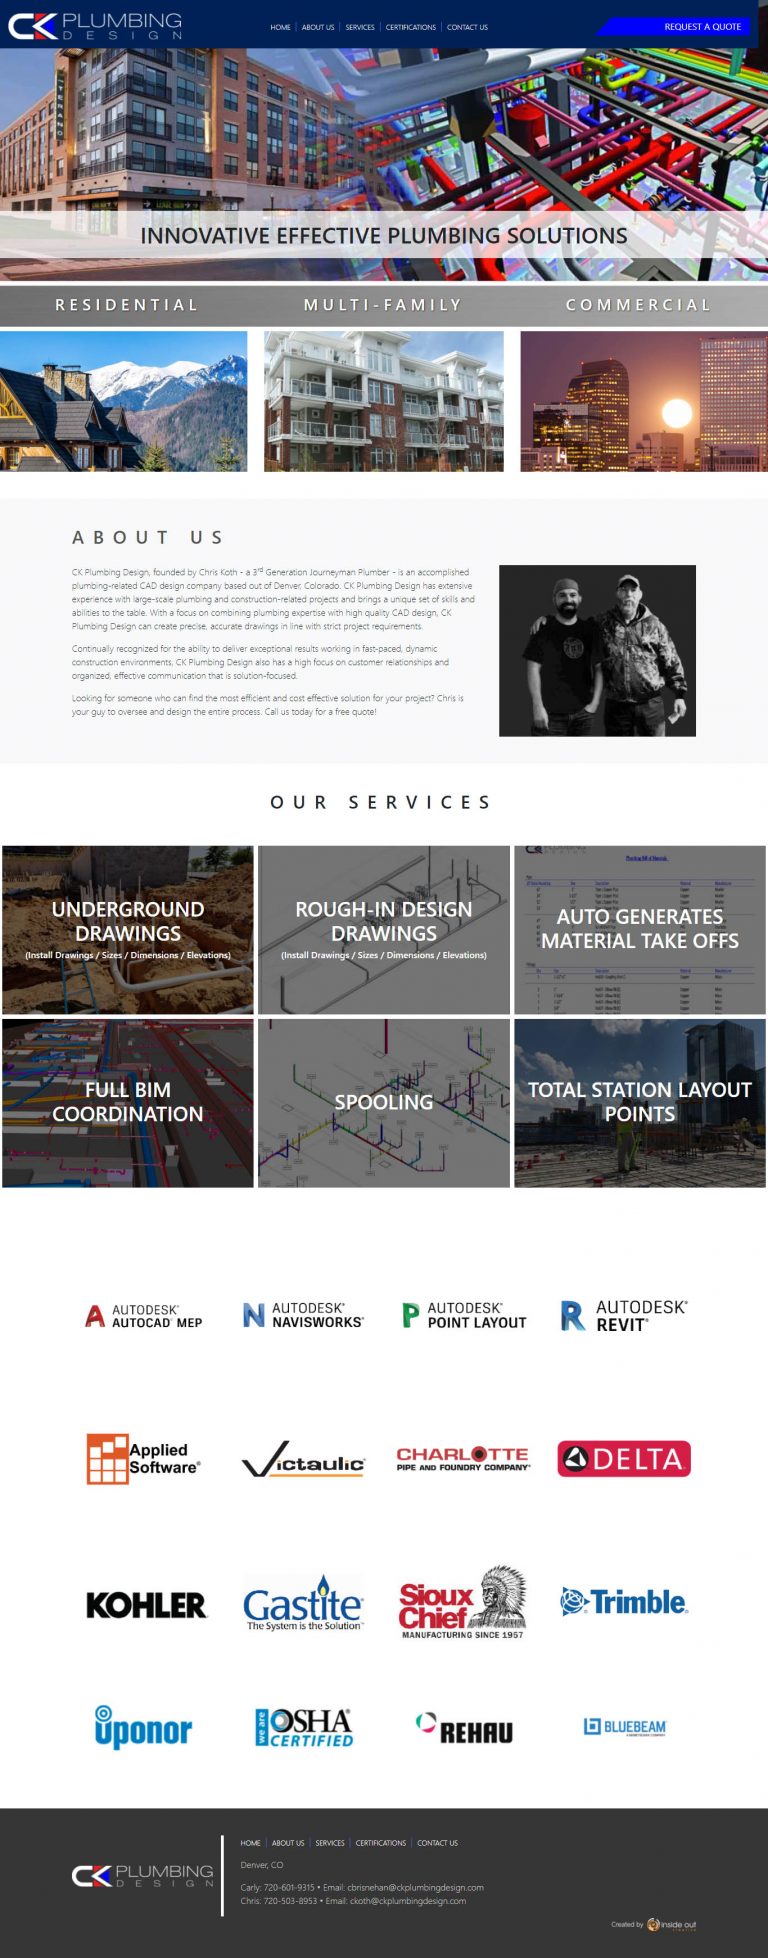 CK PLUMBING DESIGN
HOME | ABOUT US | SERVICES | CERTIFICATIONS | CONTACT US
REQUEST A QUOTE
TERANO
INNOVATIVE EFFECTIVE PLUMBING SOLUTIONS
RESIDENTIAL
MULTI-FAMILY
COMMERCIAL
ABOUT US
CK Plumbing Design, founded by Chris Koth - a 3rd Generation Journeyman Plumber - is an accomplished
plumbing-related CAD design company based out of Denver, Colorado. CK Plumbing Design has extensive
experience with large-scale plumbing and construction-related projects and brings a unique set of skills and
abilities to the table. With a focus on combining plumbing expertise with high quality CAD design, CK
Plumbing Design can create precise, accurate drawings in line with strict project requirements.
Continually recognized for the ability to deliver exceptional results working in fast-paced, dynamic
construction environments, CK Plumbing Design also has a high focus on customer relationships and
organized, effective communication that is solution-focused.
Looking for someone who can find the most efficient and cost effective solution for your project? Chris is
your guy to oversee and design the entire process. Call us today for a free quote!
OUR SERVICES
UNDERGROUND
DRAWINGS
(Install Drawings / Sizes / Dimensions / Elevations)
ROUGH-IN DESIGN
DRAWINGS
(Install Drawings / Sizes / Dimensions / Elevations)
Plumbing Bill of Materials
AUTO GENERATES
MATERIAL TAKE OFFS
FULL BIM
COORDINATION
SPOOLING
TOTAL STATION LAYOUT
POINTS
A AUTODESK®
AUTOCAD® MEP
N AUTODESK®
NAVISWORKS®
P AUTODESK®
POINT LAYOUT
R AUTODESK®
REVIT®
Applied
Software®
Victaulic®
CHARLOTTE
PIPE AND FOUNDRY COMPANY®
DELTA
KOHLER®
Gastite®
The System is the Solution™
Sioux
Chief
MANUFACTURING SINCE 1957
Trimble®
uponor
we are OSHA®
CERTIFIED
REHAU
BLUEBEAM
CK PLUMBING DESIGN
HOME | ABOUT US | SERVICES | CERTIFICATIONS | CONTACT US
Denver, CO
Carly: 720-601-9315 • Email: cbrisnehan@ckplumbingdesign.com
Chris: 720-503-8953 • Email: ckoth@ckplumbingdesign.com
Created by inside out creative